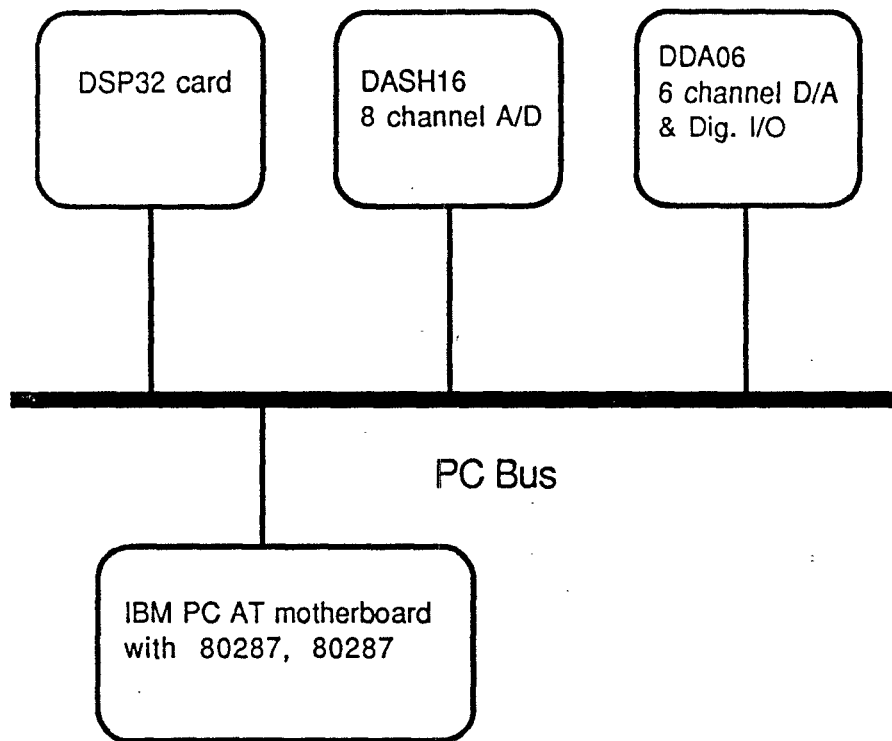 DSP32 card
DASH16
8 channel A/D
DDA06
6 channel D/A
& Dig. I/O
PC Bus
IBM PC AT motherboard
with 80287, 80287